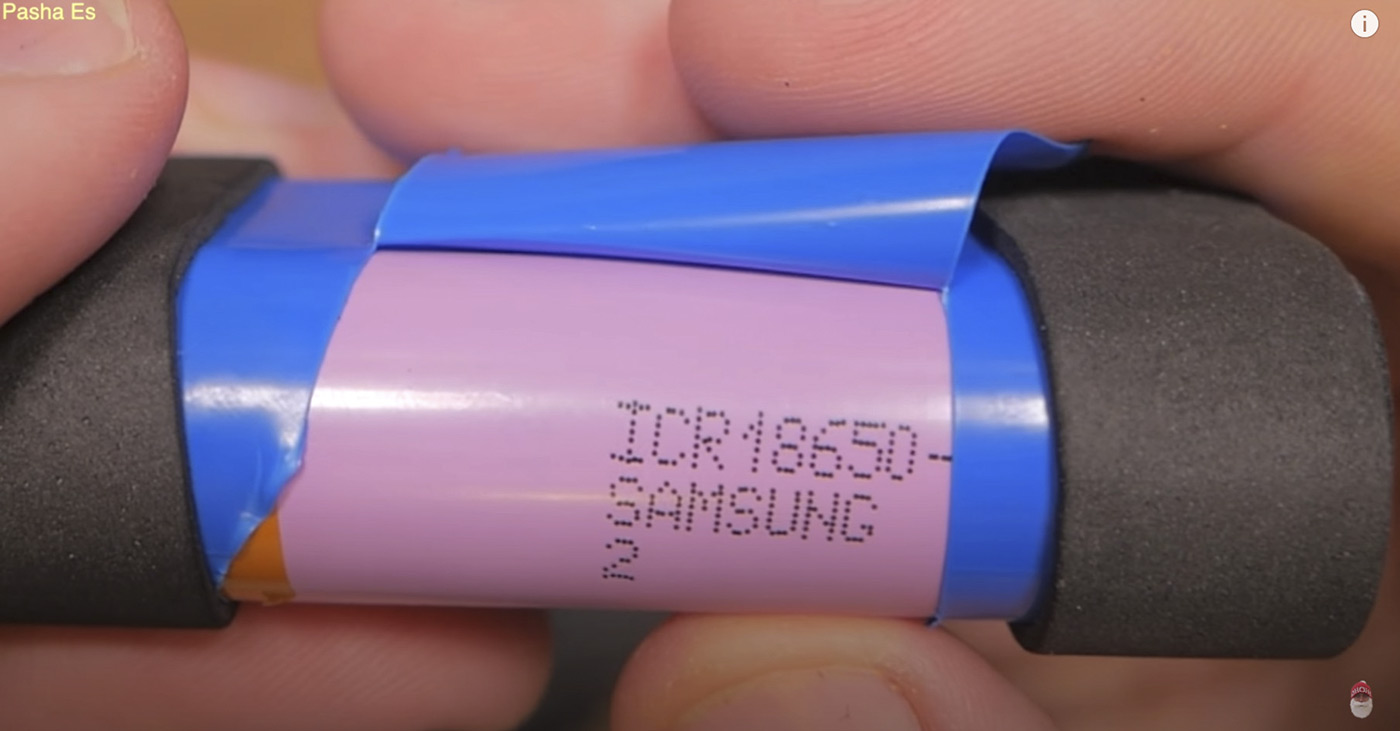 Pasha Es
ICR18650-
SAMSUNG
2